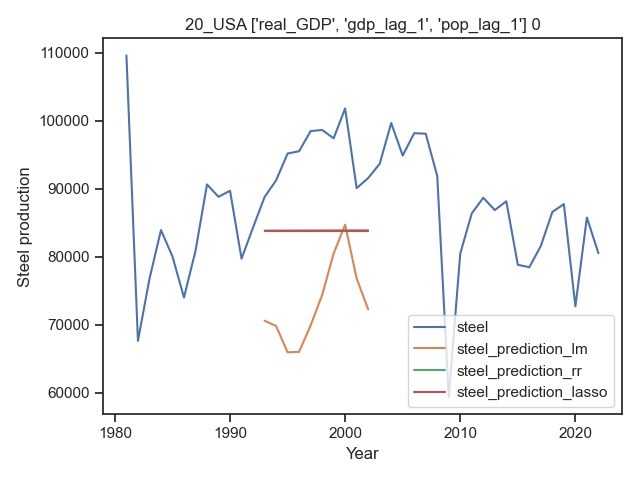 20_USA ['real_GDP', 'gdp_lag_1', 'pop_lag_1'] 0
110000
100000
90000
80000
70000
60000
Steel production
1980
1990
2000
2010
2020
Year
steel
steel_prediction_lm
steel_prediction_rr
steel_prediction_lasso